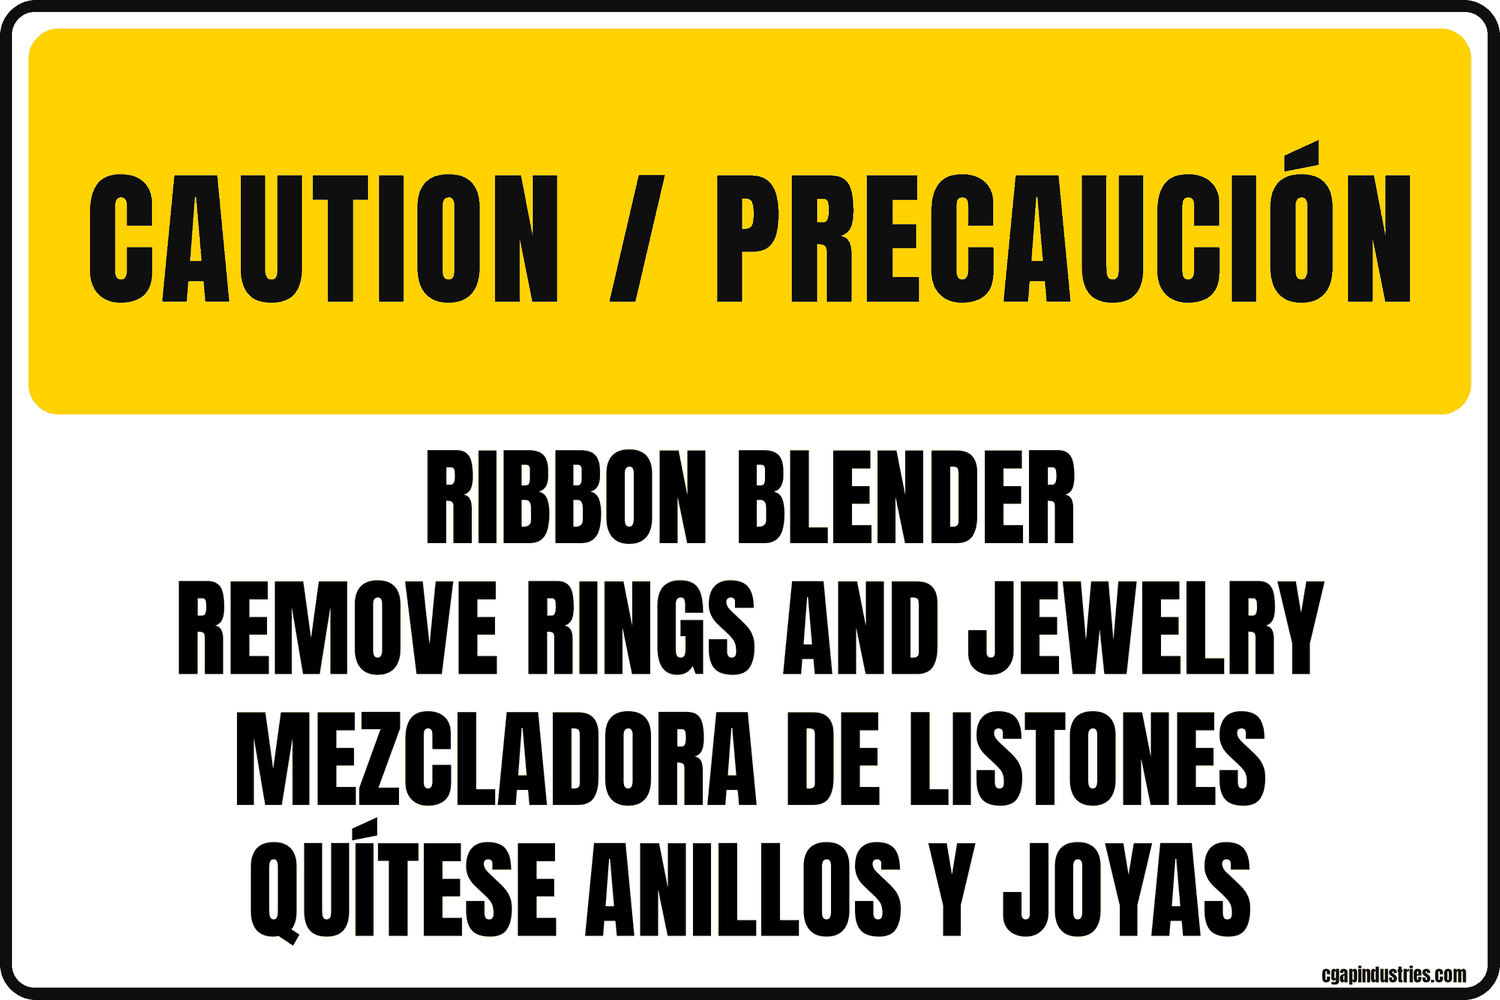 CAUTION / PRECAUCIÓN
RIBBON BLENDER
REMOVE RINGS AND JEWELRY
MEZCLADORA DE LISTONES
QUÍTESE ANILLOS Y JOYAS
cgapindustries.com